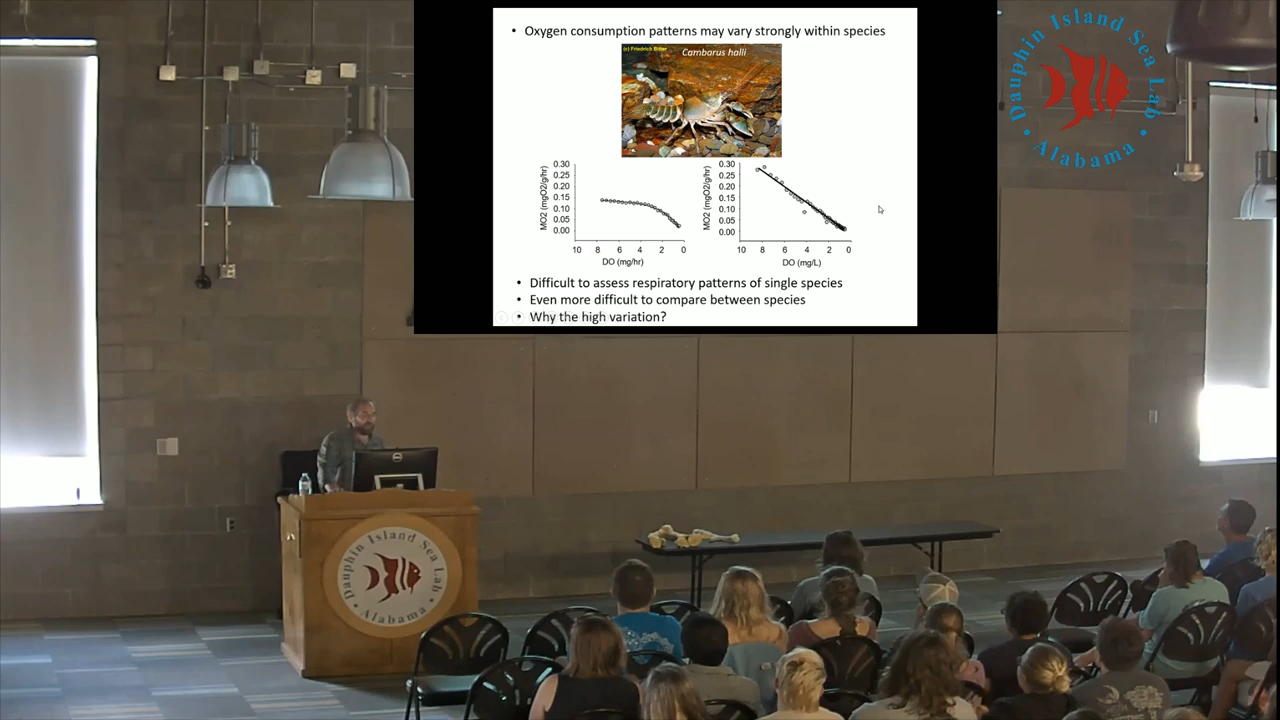 • Oxygen consumption patterns may vary strongly within species
(c) Friedrich Bitter
Cambarus halli
MO2 (mgO2/g/hr)
0.30
0.25
0.20
0.15
0.10
0.05
0.00
10 8 6 4 2 0
DO (mg/hr)
MO2 (mgO2/g/hr)
0.30
0.25
0.20
0.15
0.10
0.05
0.00
10 8 6 4 2 0
DO (mg/L)
• Difficult to assess respiratory patterns of single species
• Even more difficult to compare between species
• Why the high variation?
Dauphin Island Sea Lab
Alabama
DELL
Dauphin Island Sea Lab
Alabama